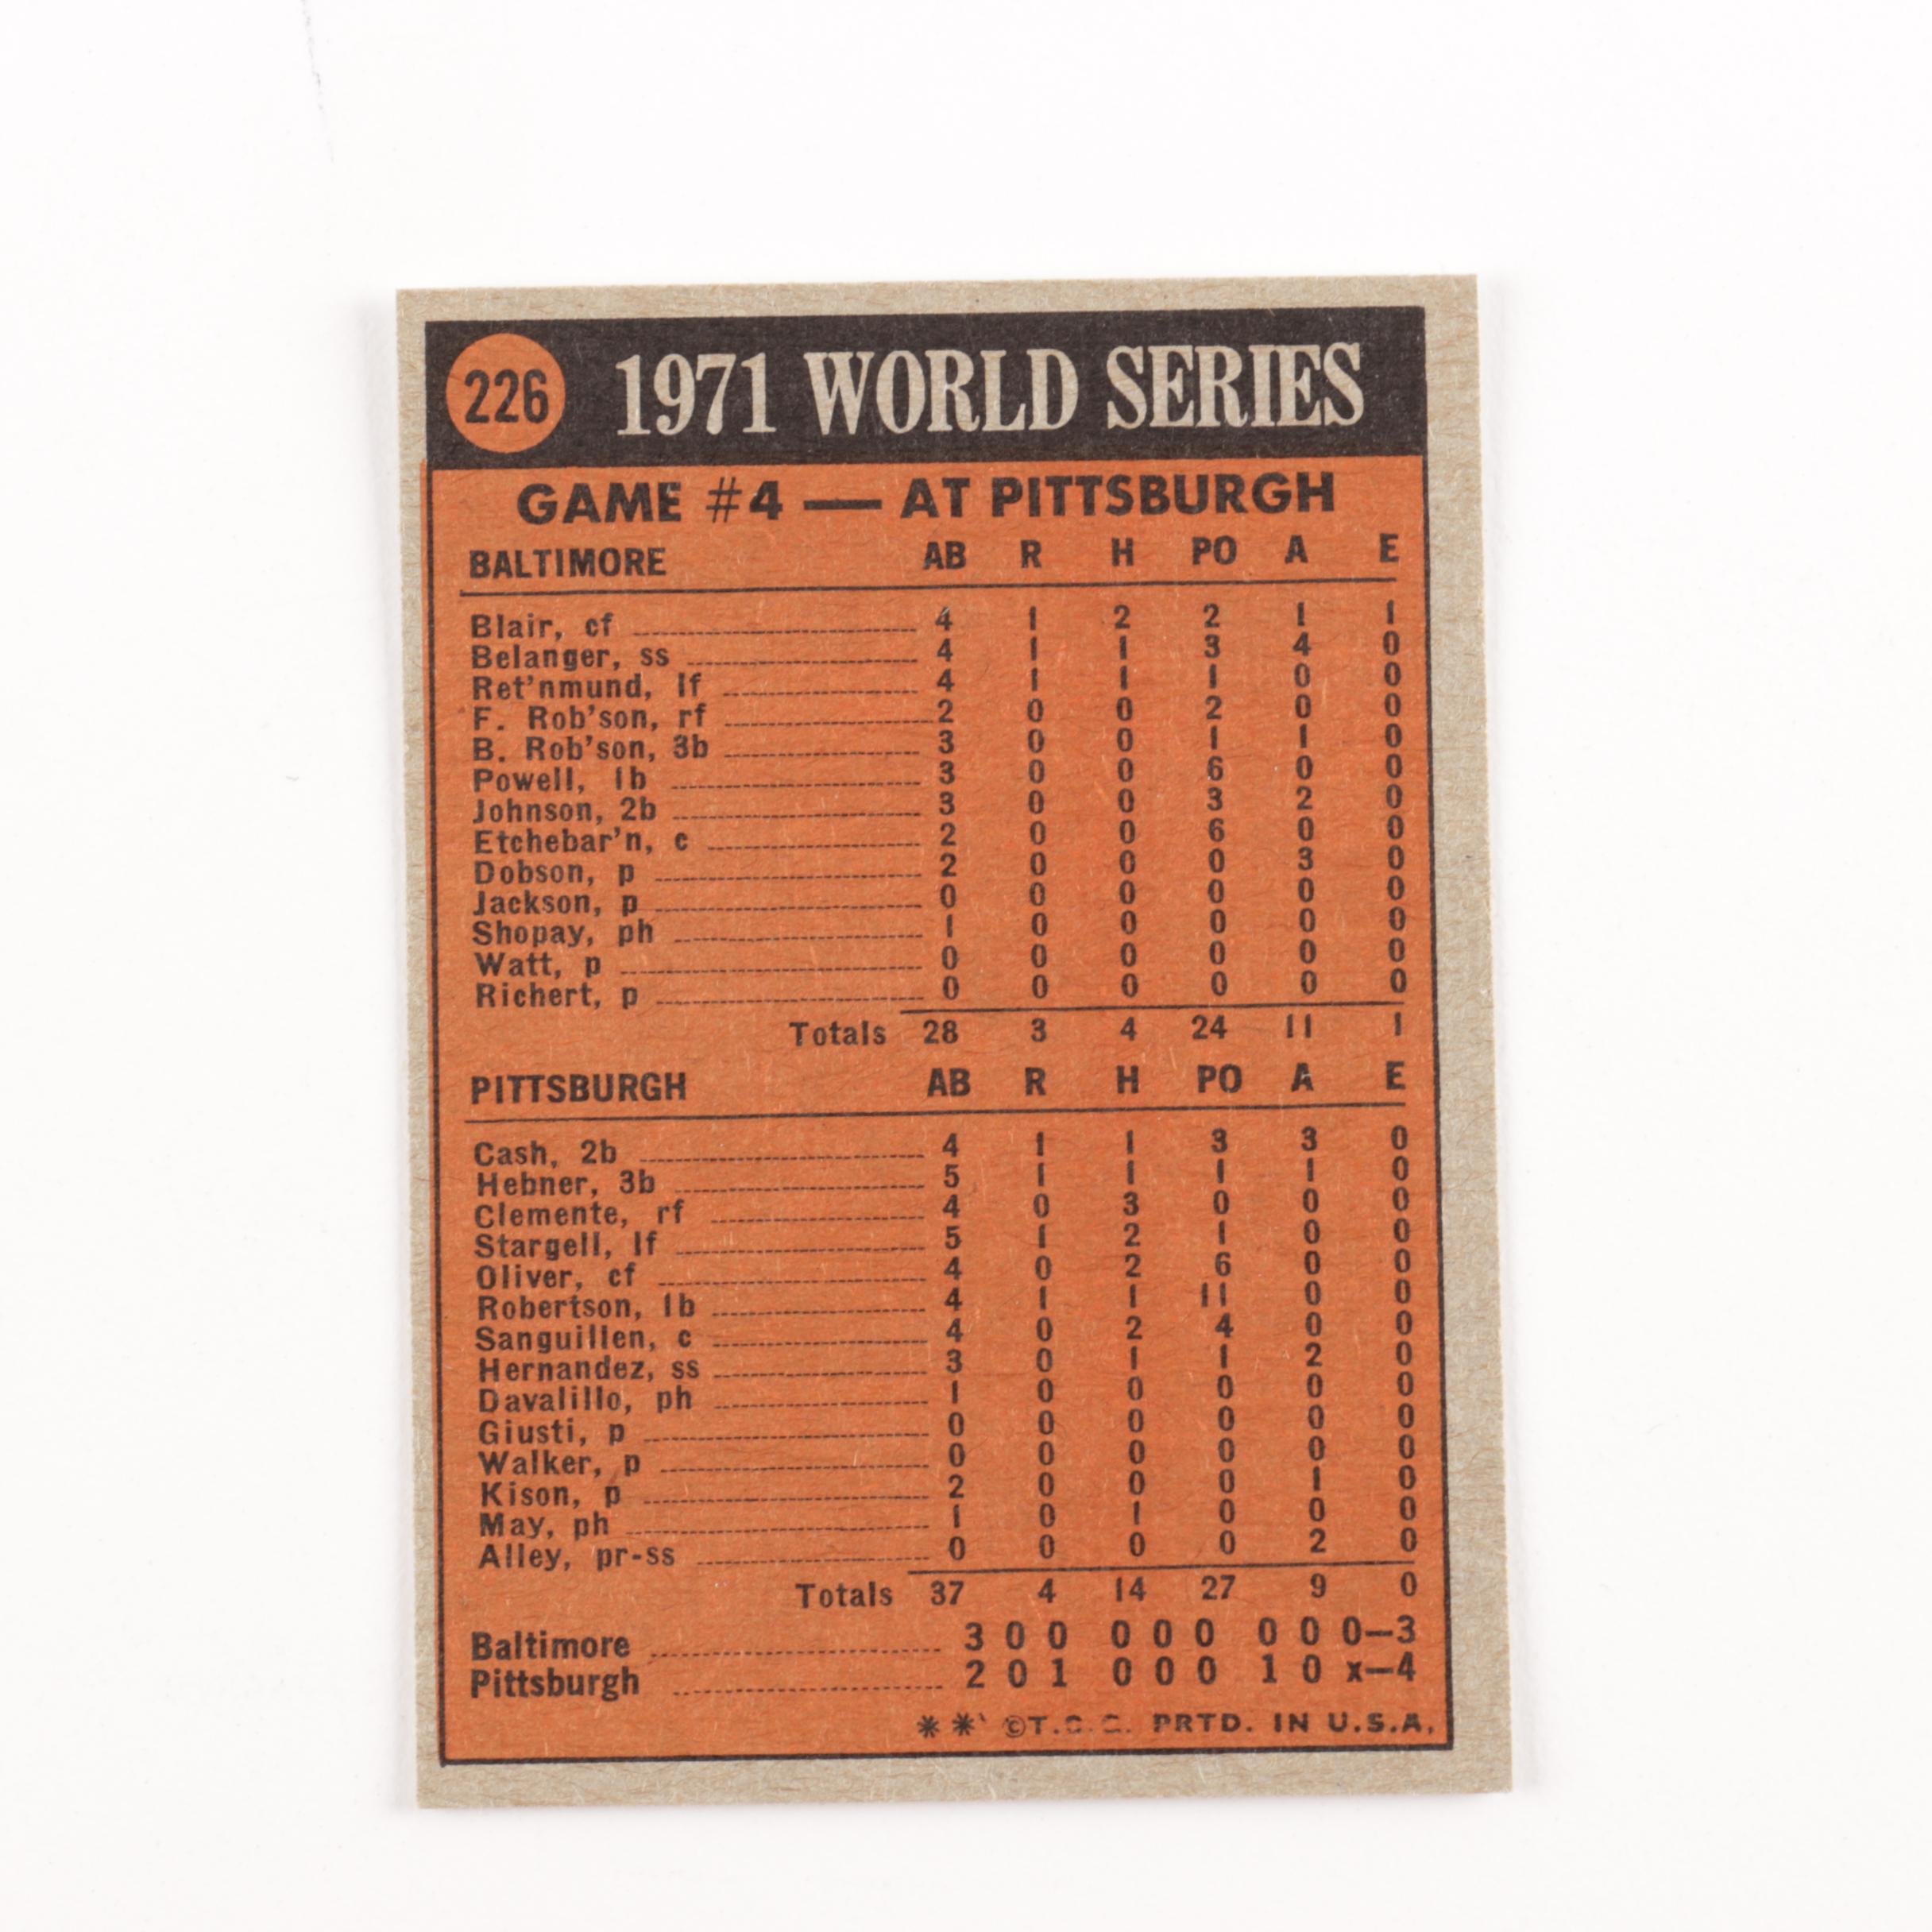 226 1971 WORLD SERIES
GAME #4 — AT PITTSBURGH
BALTIMORE AB R H PO A E
Blair, cf 4 1 2 2 1 1
Belanger, ss 4 1 1 3 4 0
Ret'nmund, lf 4 1 1 1 0 0
F. Rob'son, rf 2 0 0 2 0 0
B. Rob'son, 3b 3 0 0 1 1 0
Powell, 1b 3 0 0 6 0 0
Johnson, 2b 3 0 0 3 2 0
Etchebar'n, c 2 0 0 6 0 0
Dobson, p 2 0 0 0 3 0
Jackson, p 0 0 0 0 0 0
Shopay, ph 1 0 0 0 0 0
Watt, p 0 0 0 0 0 0
Richert, p 0 0 0 0 0 0
Totals 28 3 4 24 11 1
PITTSBURGH AB R H PO A E
Cash, 2b 4 1 1 3 3 0
Hebner, 3b 5 1 1 1 1 0
Clemente, rf 4 0 3 0 0 0
Stargell, lf 5 1 2 1 0 0
Oliver, cf 4 0 2 6 0 0
Robertson, 1b 4 1 1 11 0 0
Sanguillen, c 4 0 2 4 0 0
Hernandez, ss 3 0 1 1 2 0
Davalillo, ph 1 0 0 0 0 0
Giusti, p 0 0 0 0 0 0
Walker, p 0 0 0 0 0 0
Kison, p 2 0 0 0 1 0
May, ph 1 0 1 0 0 0
Alley, pr-ss 0 0 0 0 2 0
Totals 37 4 14 27 9 0
Baltimore 3 0 0 0 0 0 0 0 0—3
Pittsburgh 2 0 1 0 0 0 1 0 x—4
** ©T.C.G. PRTD. IN U.S.A.